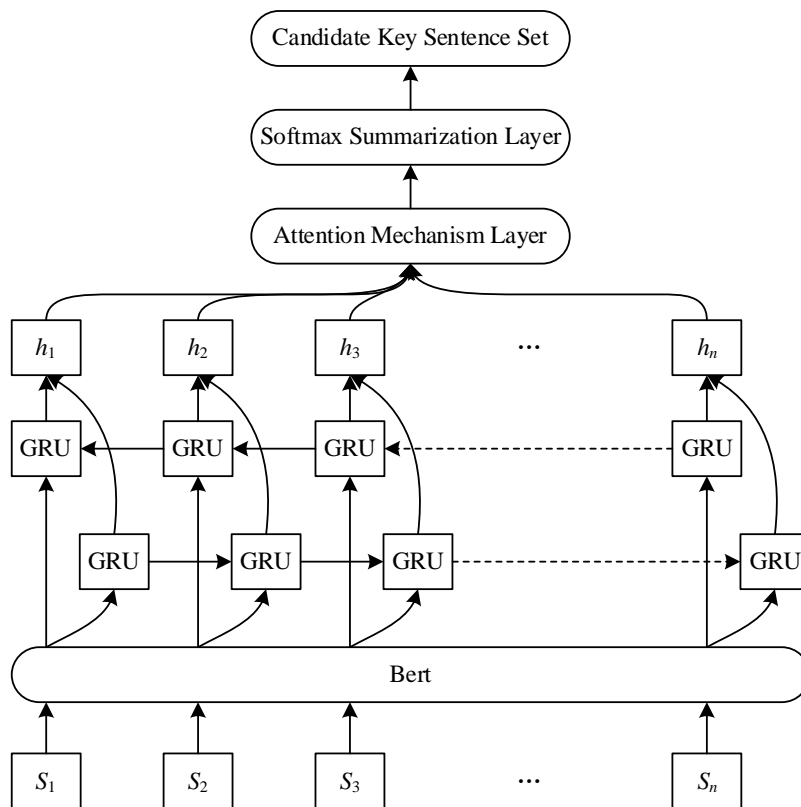 Candidate Key Sentence Set
Softmax Summarization Layer
Attention Mechanism Layer
h1 h2 h3 ... hn
GRU GRU GRU GRU
GRU GRU GRU GRU
Bert
S1 S2 S3 ... Sn